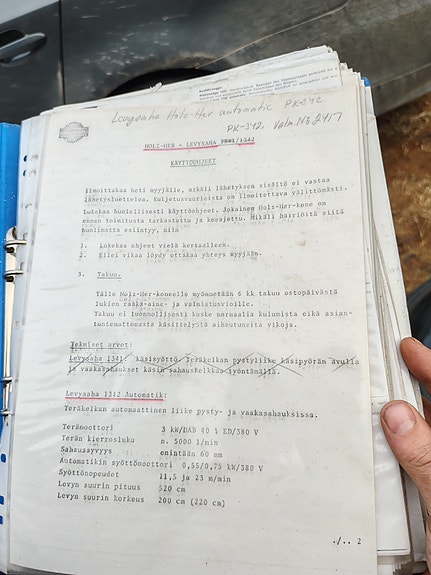 Levysaha Holz-Her automatic PK-342
PK-342. Valm. No 2417
HOLZ-HER - LEVYSAHA 1341/1342
KÄYTTÖOHJEET
Ilmoittakaa heti myyjälle, mikäli lähetyksen sisältö ei vastaa
lähetysluetteloa. Kuljetusvaurioista on ilmoitettava välittömästi.
Lukekaa huolellisesti käyttöohjeet. Jokainen Holz-Her-kone on
ennen toimitusta tarkastettu ja koeajettu. Mikäli häiriöitä siitä
huolimatta esiintyy, niin
1. Lukekaa ohjeet vielä kertaalleen.
2. Ellei vikaa löydy ottakaa yhteys myyjään.
3. Takuu.
Tälle Holz-Her-koneelle myönnetään 6 kk takuu ostopäivästä
lukien raaka-aine- ja valmistusvioille.
Takuu ei luonnollisesti koske normaalia kulumista eikä asian-
tuntemattomasta käsittelystä aiheutuneita vikoja.
Tekniset arvot:
Levysaha 1341: käsisyöttö. Teräkelkan pystyliike käsipyörän avulla
ja vaakasahaukset käsin sahauskelkkaa työntämällä.
Levysaha 1342 Automatik:
Teräkelkan automaattinen liike pysty- ja vaakasahauksissa.
Terämoottori 3 kW/DAB 40 % ED/380 V
Terän kierrosluku n. 5000 l/min
Sahaussyvyys enintään 60 mm
Automatikin syöttömoottori 0,55/0,75 kW/380 V
Syöttönopeudet 11,5 ja 23 m/min
Levyn suurin pituus 520 cm
Levyn suurin korkeus 200 cm (220 cm)
./.. 2